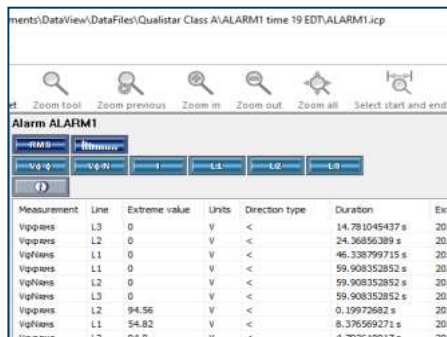 ments\DataView\DataFiles\Qualistar Class A\ALARM1 time 19 EDT\ALARM1.icp
et Zoom tool Zoom previous Zoom in Zoom out Zoom all Select start and end
Alarm ALARM1
RMS
Vφ-φ Vφ-N I L1 L2 L3
Measurement Line Extreme value Units Direction type Duration Ext
VφφRMS L3 0 V < 14.781045437 s 20
VφφRMS L2 0 V < 24.36856389 s 20
VφNRMS L1 0 V < 46.338799715 s 20
VφφRMS L1 0 V < 59.908352852 s 20
VφφRMS L2 0 V < 59.908352852 s 20
VφφRMS L3 0 V < 59.908352852 s 20
VφNRMS L2 94.56 V < 0.19972682 s 20
VφNRMS L1 54.82 V < 8.376569271 s 20